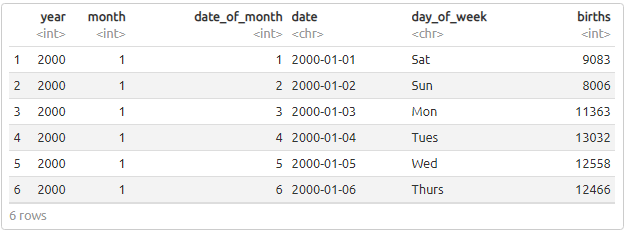 year month date_of_month date day_of_week births
<int> <int> <int> <chr> <chr> <int>
1 2000 1 1 2000-01-01 Sat 9083
2 2000 1 2 2000-01-02 Sun 8006
3 2000 1 3 2000-01-03 Mon 11363
4 2000 1 4 2000-01-04 Tues 13032
5 2000 1 5 2000-01-05 Wed 12558
6 2000 1 6 2000-01-06 Thurs 12466
6 rows